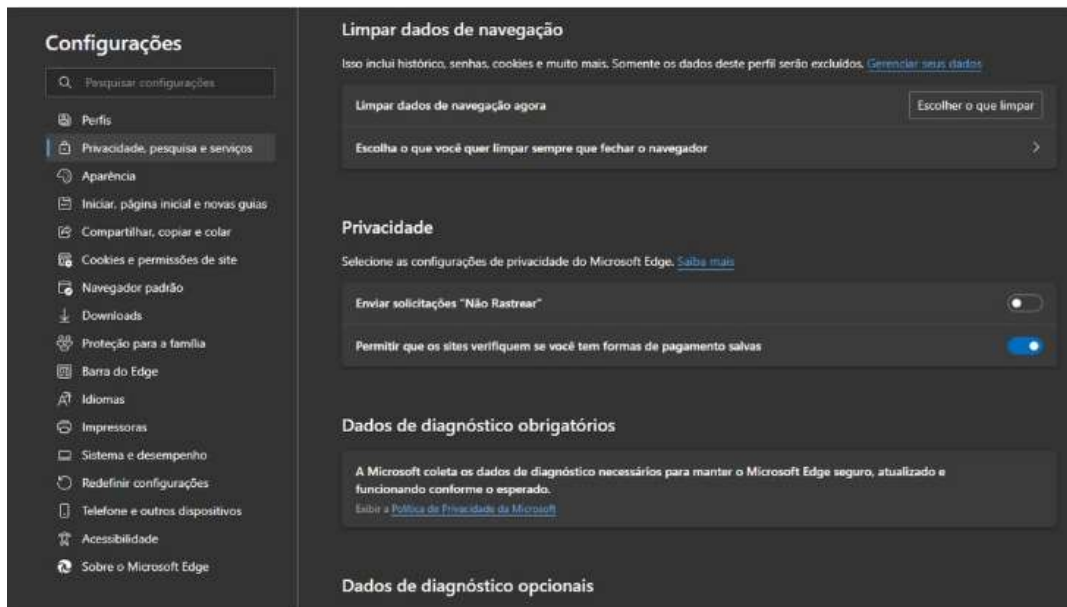 Configurações
Pesquisar configurações
Perfis
Privacidade, pesquisa e serviços
Aparência
Iniciar, página inicial e novas guias
Compartilhar, copiar e colar
Cookies e permissões de site
Navegador padrão
Downloads
Proteção para a família
Barra do Edge
Idiomas
Impressoras
Sistema e desempenho
Redefinir configurações
Telefone e outros dispositivos
Acessibilidade
Sobre o Microsoft Edge
Limpar dados de navegação
Isso inclui histórico, senhas, cookies e muito mais. Somente os dados deste perfil serão excluídos. Gerenciar seus dados
Limpar dados de navegação agora
Escolher o que limpar
Escolha o que você quer limpar sempre que fechar o navegador
Privacidade
Selecione as configurações de privacidade do Microsoft Edge. Saiba mais
Enviar solicitações "Não Rastrear"
Permitir que os sites verifiquem se você tem formas de pagamento salvas
Dados de diagnóstico obrigatórios
A Microsoft coleta os dados de diagnóstico necessários para manter o Microsoft Edge seguro, atualizado e
funcionando conforme o esperado.
Exibir a Política de Privacidade da Microsoft
Dados de diagnóstico opcionais